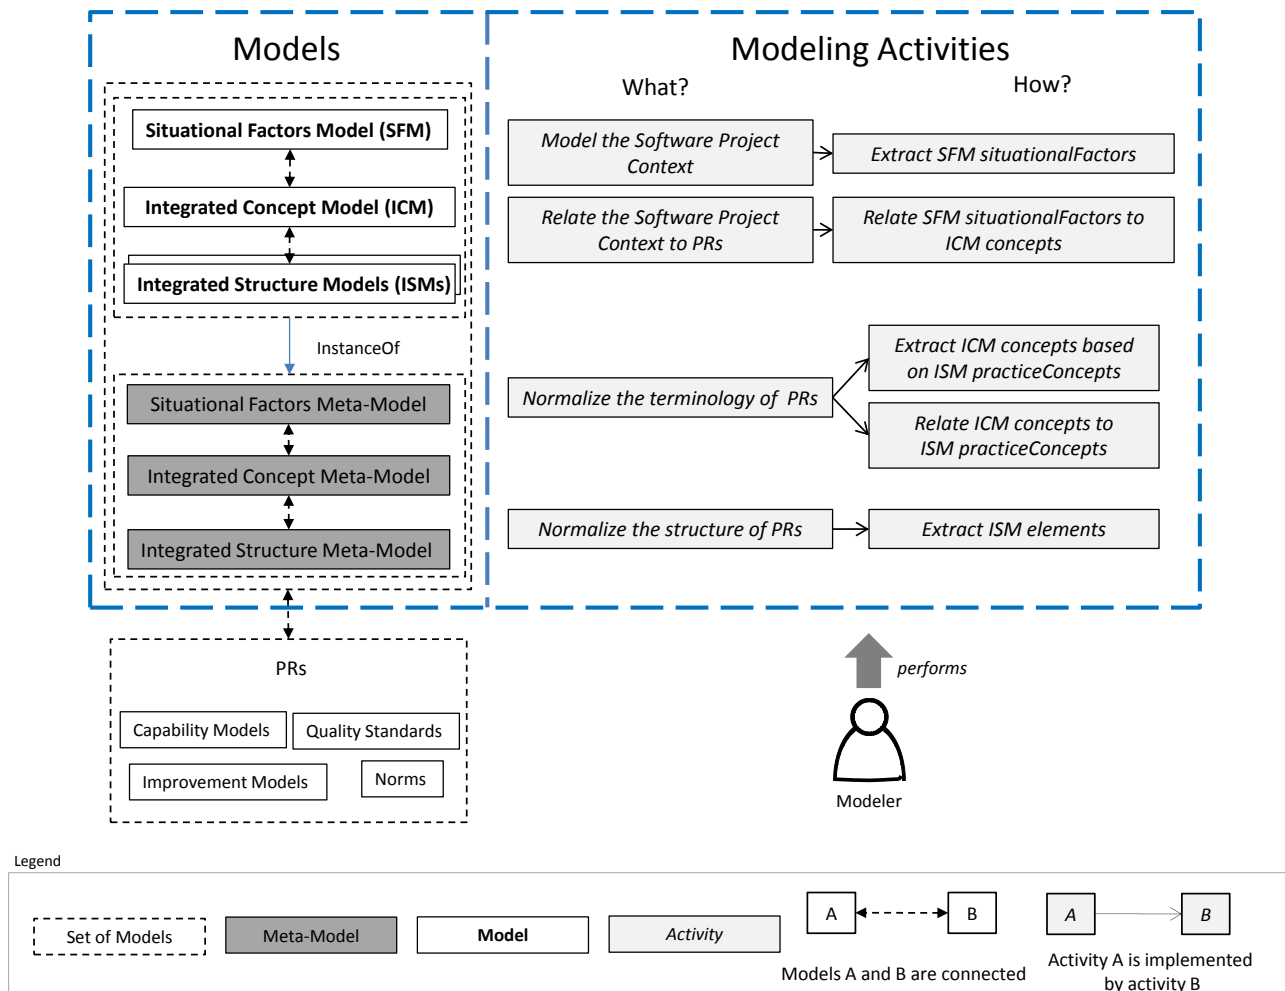 Models
Situational Factors Model (SFM)
Integrated Concept Model (ICM)
Integrated Structure Models (ISMs)
InstanceOf
Situational Factors Meta-Model
Integrated Concept Meta-Model
Integrated Structure Meta-Model
PRs
Capability Models
Quality Standards
Improvement Models
Norms
Modeling Activities
What?
How?
Model the Software Project
Context
Extract SFM situationalFactors
Relate the Software Project
Context to PRs
Relate SFM situationalFactors to
ICM concepts
Normalize the terminology of PRs
Extract ICM concepts based
on ISM practiceConcepts
Relate ICM concepts to
ISM practiceConcepts
Normalize the structure of PRs
Extract ISM elements
performs
Modeler
Legend
Set of Models
Meta-Model
Model
Activity
A
B
Models A and B are connected
A
B
Activity A is implemented
by activity B